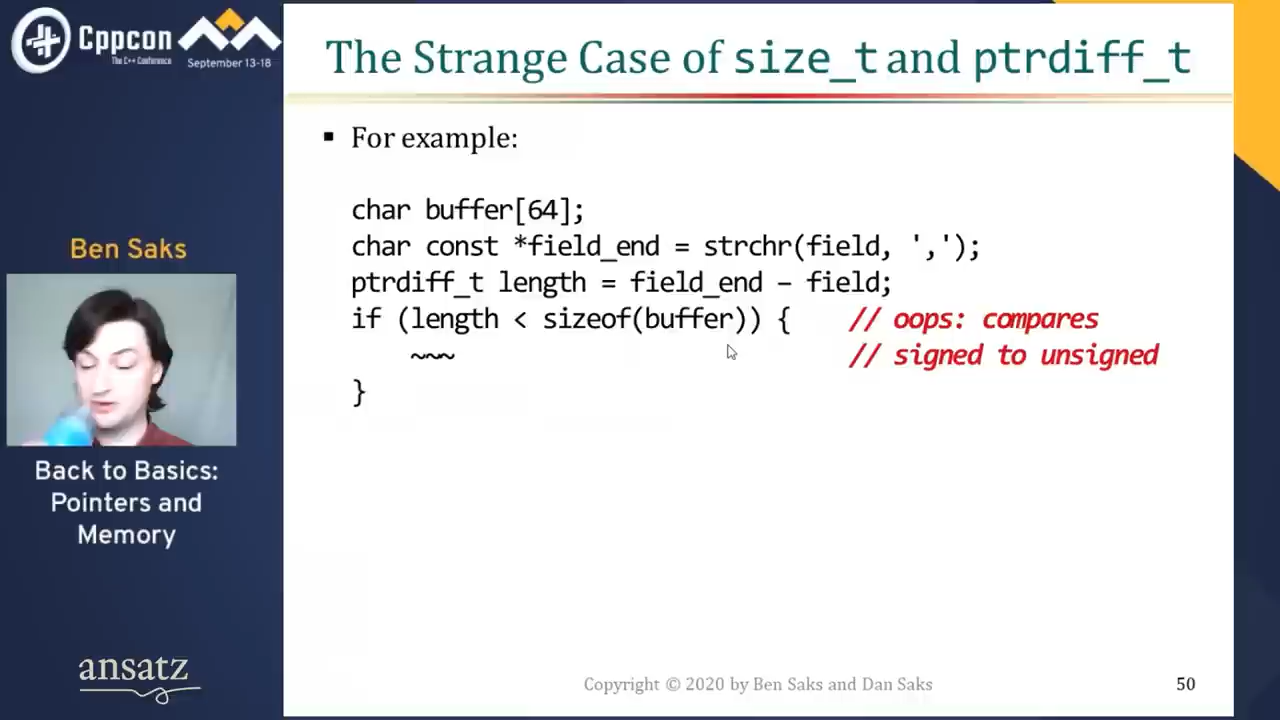 Cppcon
The C++ Conference
September 13-18
The Strange Case of size_t and ptrdiff_t
▪ For example:
char buffer[64];
char const *field_end = strchr(field, ',');
ptrdiff_t length = field_end – field;
if (length < sizeof(buffer)) { // oops: compares
~~~ // signed to unsigned
}
Ben Saks
Back to Basics:
Pointers and
Memory
ansatz
Copyright © 2020 by Ben Saks and Dan Saks
50